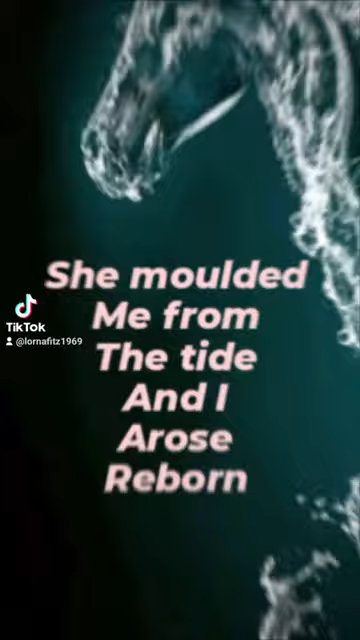 She moulded
Me from
The tide
And I
Arose
Reborn
TikTok
@lornafitz1969